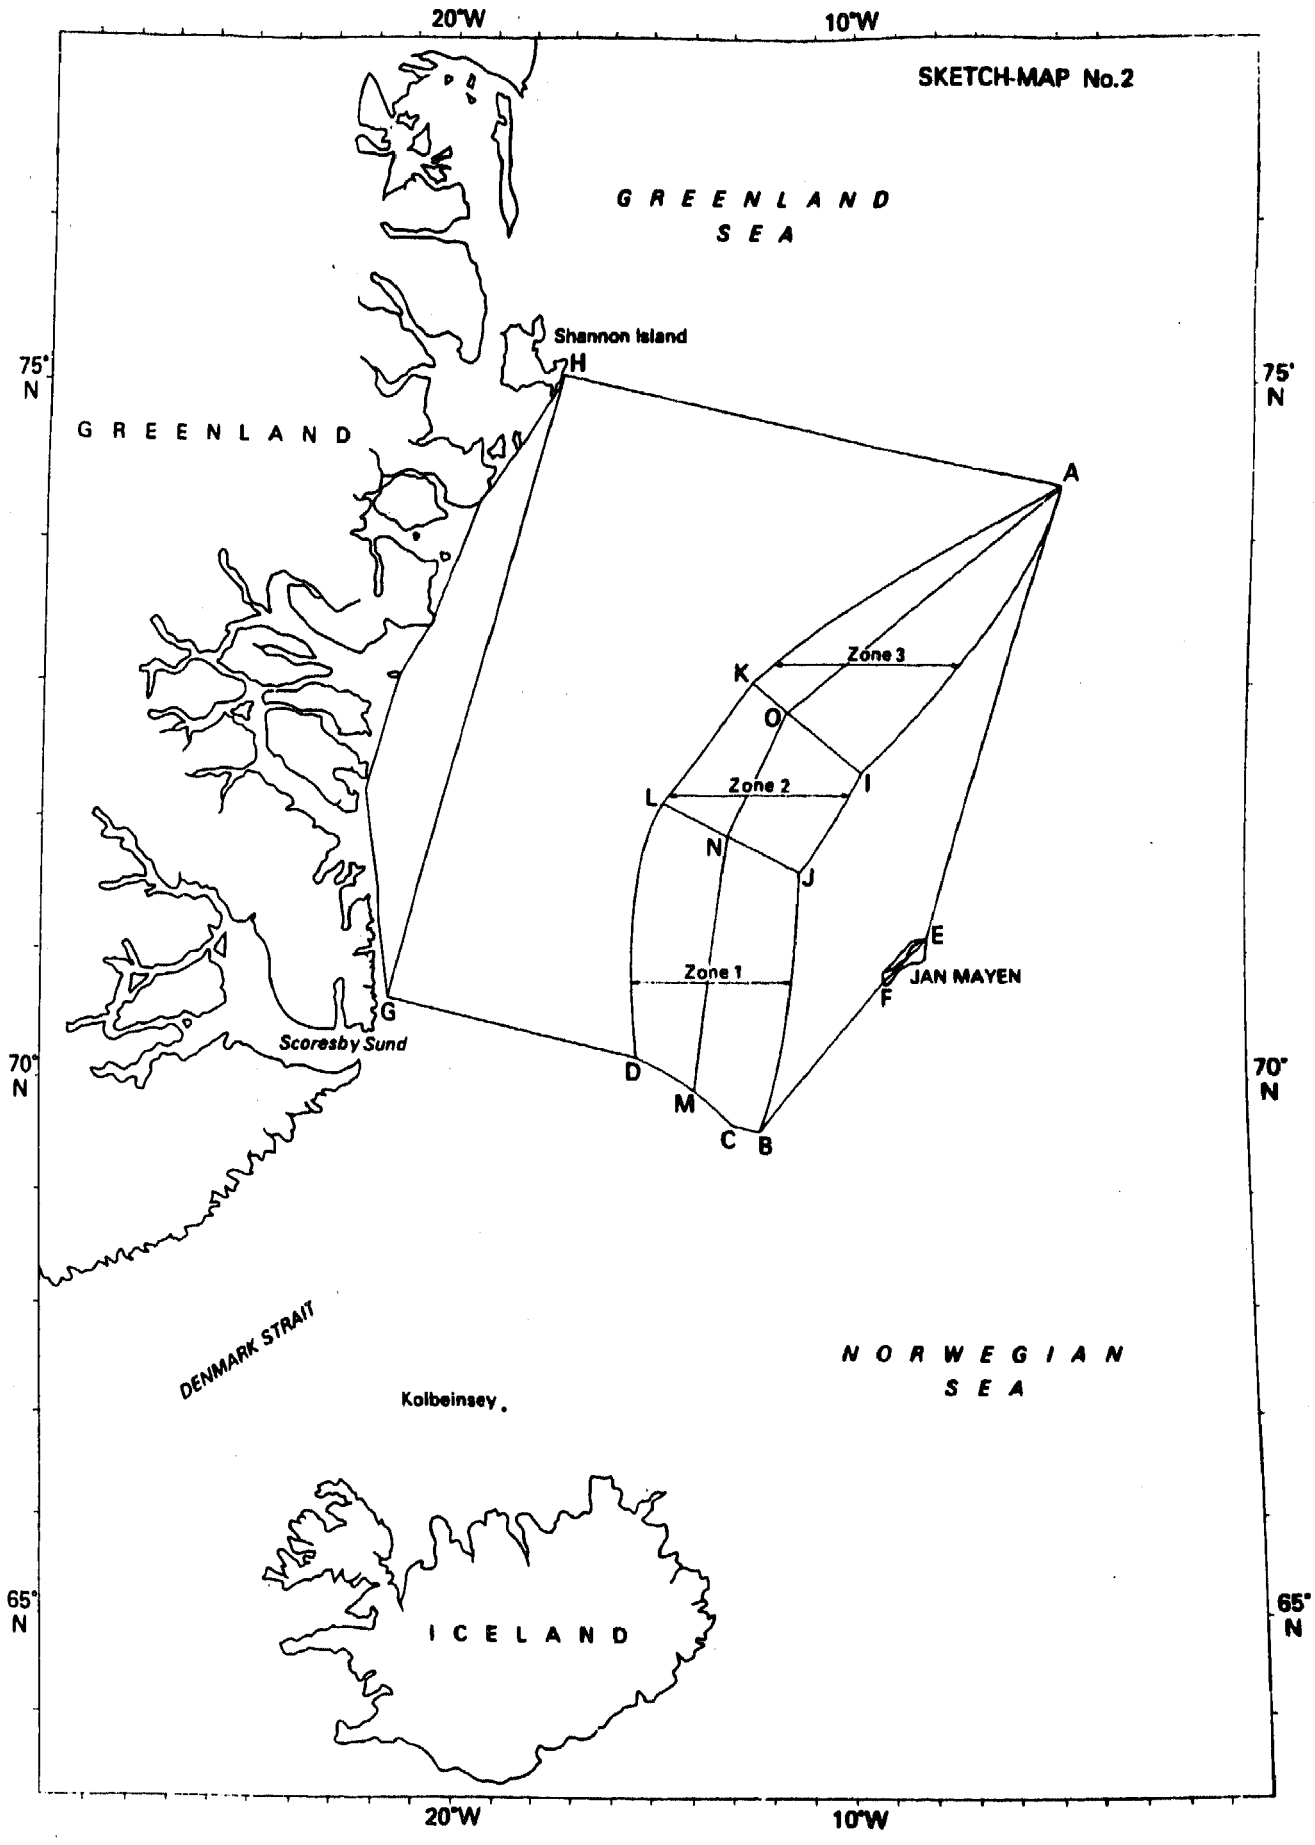 20°W 10°W
SKETCH-MAP No.2
GREENLAND
SEA
Shannon Island
H
75°
N
75°
N
GREENLAND
A
Zone 3
K
O
Zone 2
I
L
N
J
E
Zone 1
JAN MAYEN
F
G
Scoresby Sund
D
70°
N
70°
N
M
C
B
DENMARK STRAIT
NORWEGIAN
SEA
Kolbeinsey
65°
N
65°
N
ICELAND
20°W 10°W